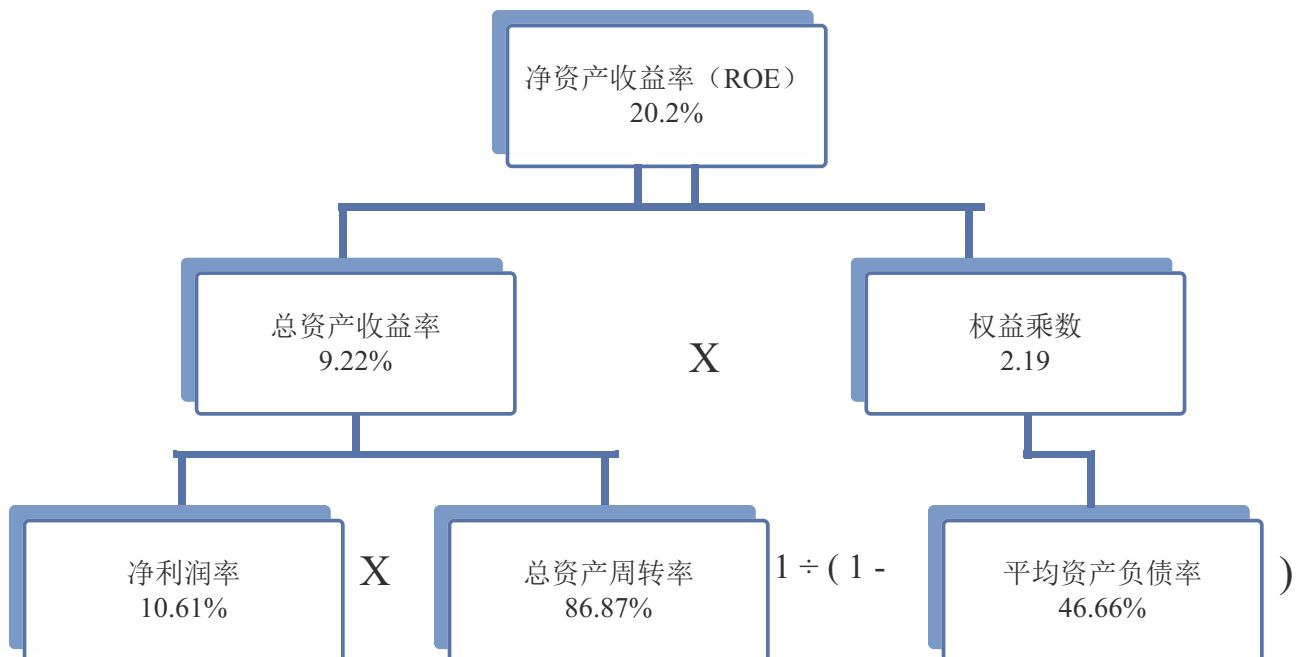 净资产收益率（ROE）
20.2%
总资产收益率
9.22%
X
权益乘数
2.19
净利润率
10.61%
X
总资产周转率
86.87%
1 ÷ ( 1 -
平均资产负债率
46.66%
)